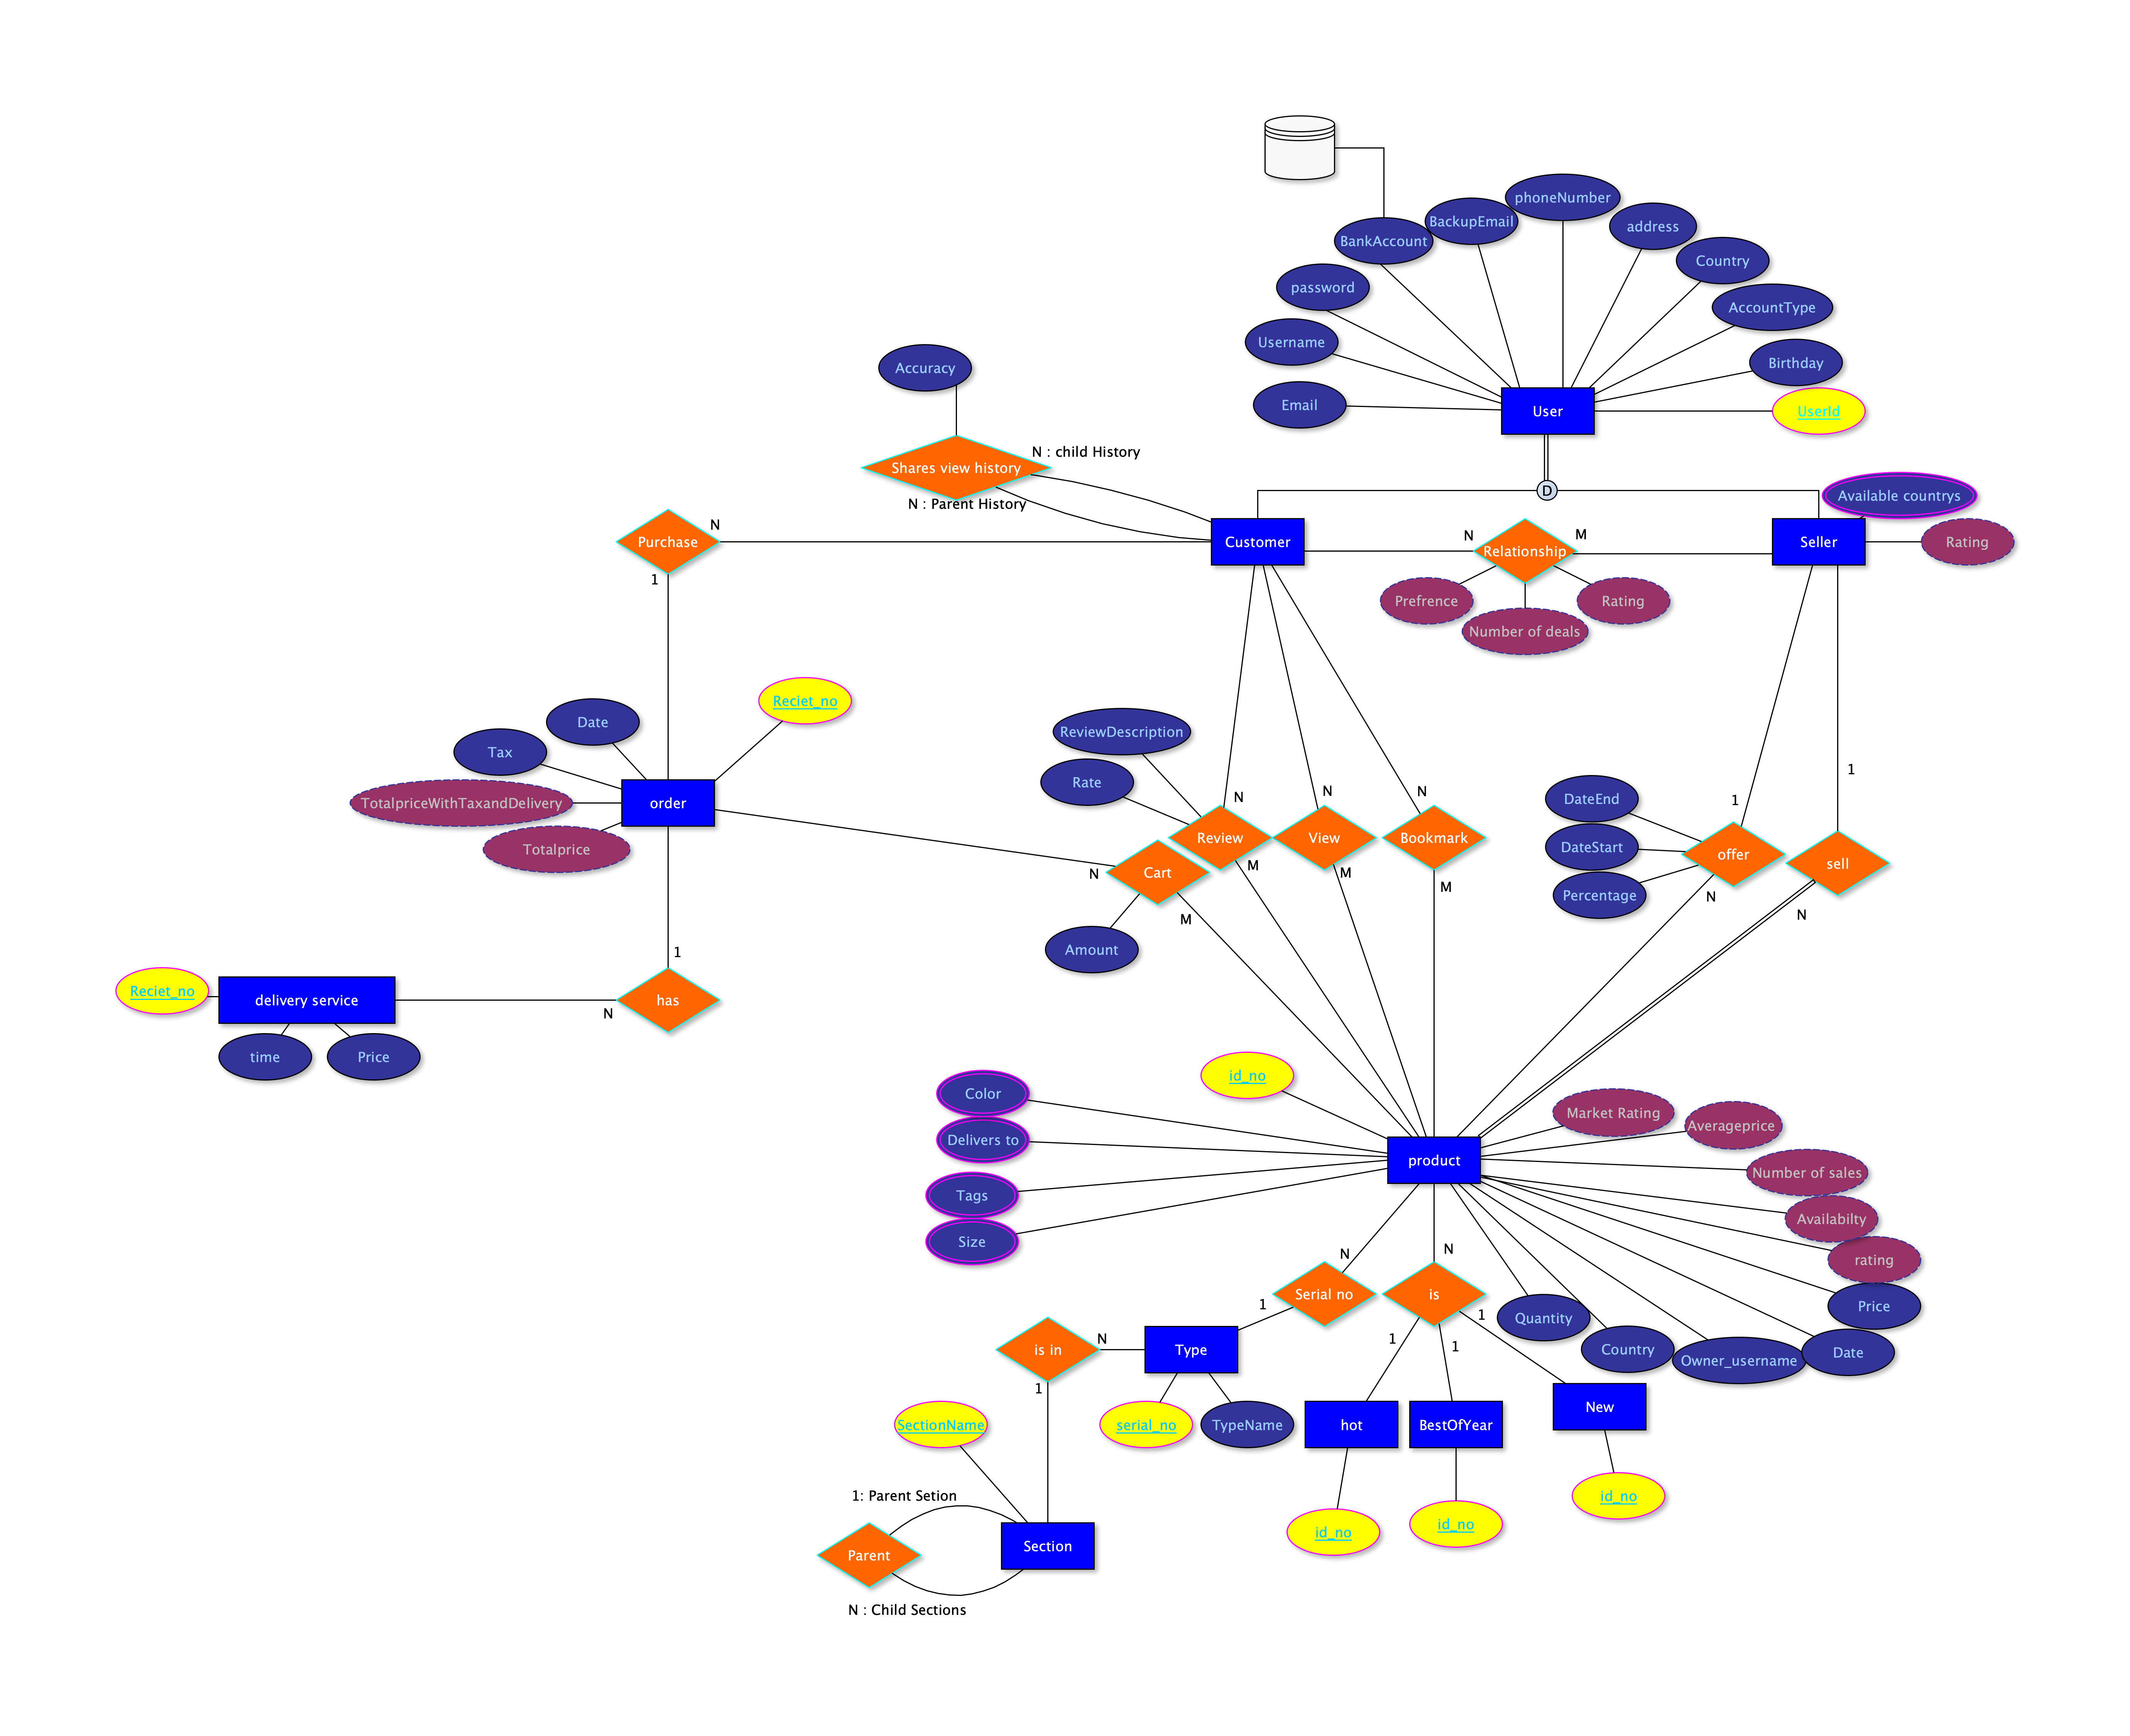 phoneNumber
BackupEmail
address
BankAccount
Country
password
AccountType
Username
Birthday
Accuracy
Email
User
UserId
N : child History
Shares view history
D
Available countrys
N : Parent History
N
Purchase
Customer
N
M
Relationship
Seller
Rating
1
Prefrence
Rating
Number of deals
Reciet_no
Date
ReviewDescription
Tax
1
Rate
order
TotalpriceWithTaxandDelivery
N
N
N
1
DateEnd
Review
View
Bookmark
Totalprice
DateStart
offer
sell
N
Cart
M
M
M
Percentage
N
N
M
Amount
1
Reciet_no
delivery service
has
N
time
Price
id_no
Color
Market Rating
Averageprice
Delivers to
product
Number of sales
Tags
Availabilty
Size
N
N
rating
Serial no
is
1
1
Price
Quantity
N
1
1
is in
Type
Country
Date
Owner_username
1
New
SectionName
serial_no
TypeName
hot
BestOfYear
1: Parent Setion
id_no
id_no
id_no
Section
Parent
N : Child Sections